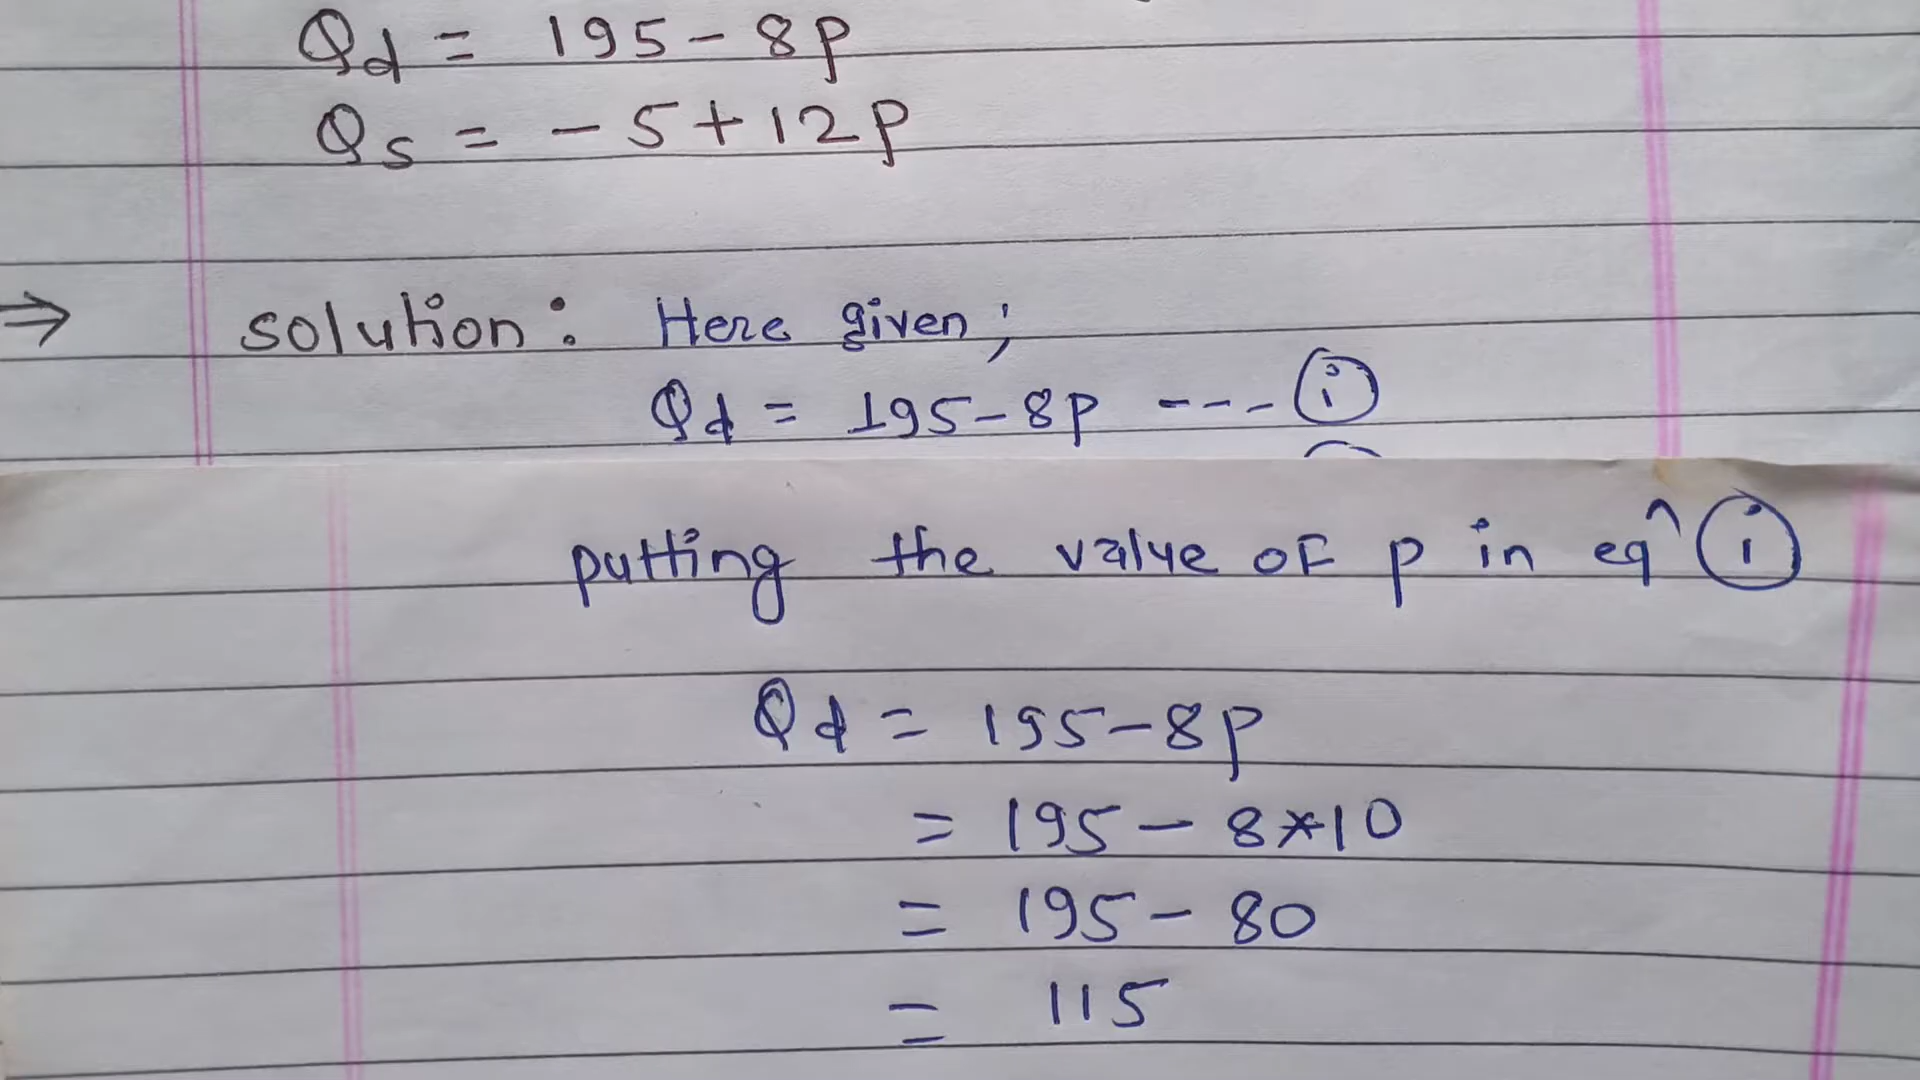 Qd = 195 - 8p
Qs = - 5 + 12p
⇒ solution: Here given;
Qd = 195 - 8p --- (i)
putting the value of p in eq^ (i)
Qd = 195 - 8p
= 195 - 8*10
= 195 - 80
= 115